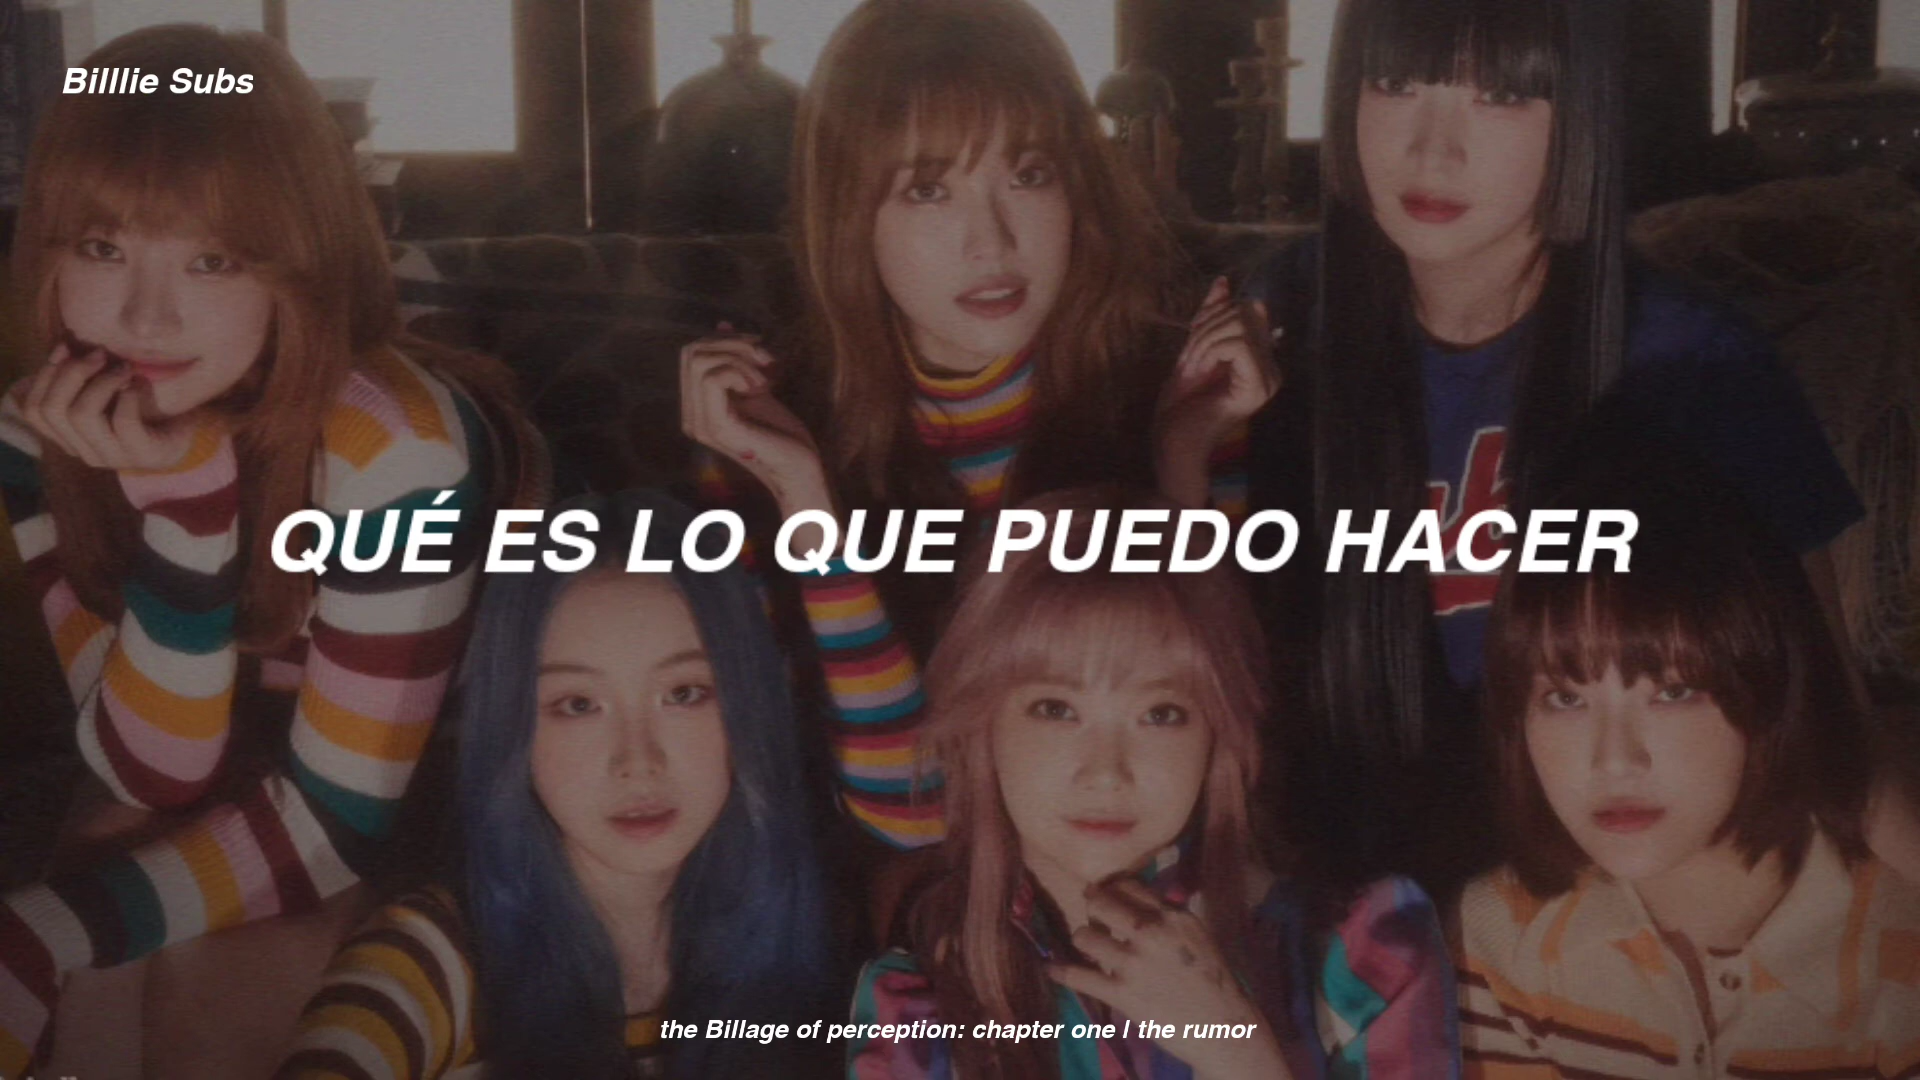 Billlie Subs
QUÉ ES LO QUE PUEDO HACER
the Billage of perception: chapter one | the rumor